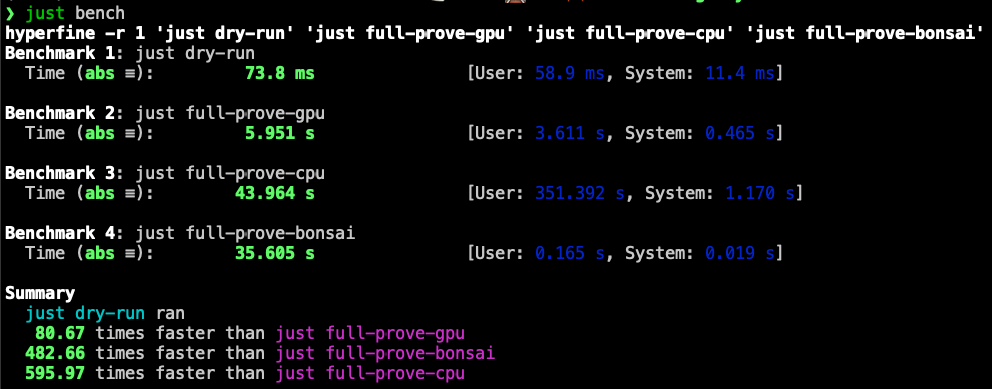 ❯ just bench
hyperfine -r 1 'just dry-run' 'just full-prove-gpu' 'just full-prove-cpu' 'just full-prove-bonsai'
Benchmark 1: just dry-run
Time (abs ≡): 73.8 ms [User: 58.9 ms, System: 11.4 ms]
Benchmark 2: just full-prove-gpu
Time (abs ≡): 5.951 s [User: 3.611 s, System: 0.465 s]
Benchmark 3: just full-prove-cpu
Time (abs ≡): 43.964 s [User: 351.392 s, System: 1.170 s]
Benchmark 4: just full-prove-bonsai
Time (abs ≡): 35.605 s [User: 0.165 s, System: 0.019 s]
Summary
just dry-run ran
80.67 times faster than just full-prove-gpu
482.66 times faster than just full-prove-bonsai
595.97 times faster than just full-prove-cpu